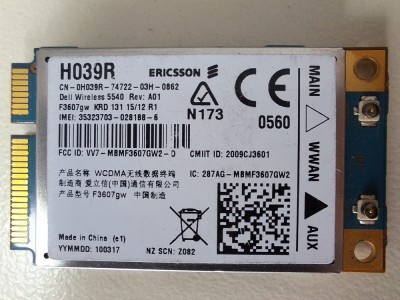 H039R
ERICSSON
CN - 0H039R - 74722 - 03H - 0862
Dell Wireless 5540 Rev: A01
F3607gw KRD 131 15/12 R1
IMEI: 35323703 - 028188 - 6
N173
0560
FCC ID: VV7 - MBMF3607GW2 - D
CMIIT ID: 2009CJ3601
产品名称: WCDMA无线数据终端
IC: 287AG - MBMF3607GW2
制造商 爱立信(中国)通信有限公司
产品型号: F3607gw 中国制造
Made in China (e1)
YYMMDD: 100317
NZ SCN: Z082
MAIN
WWAN
AUX